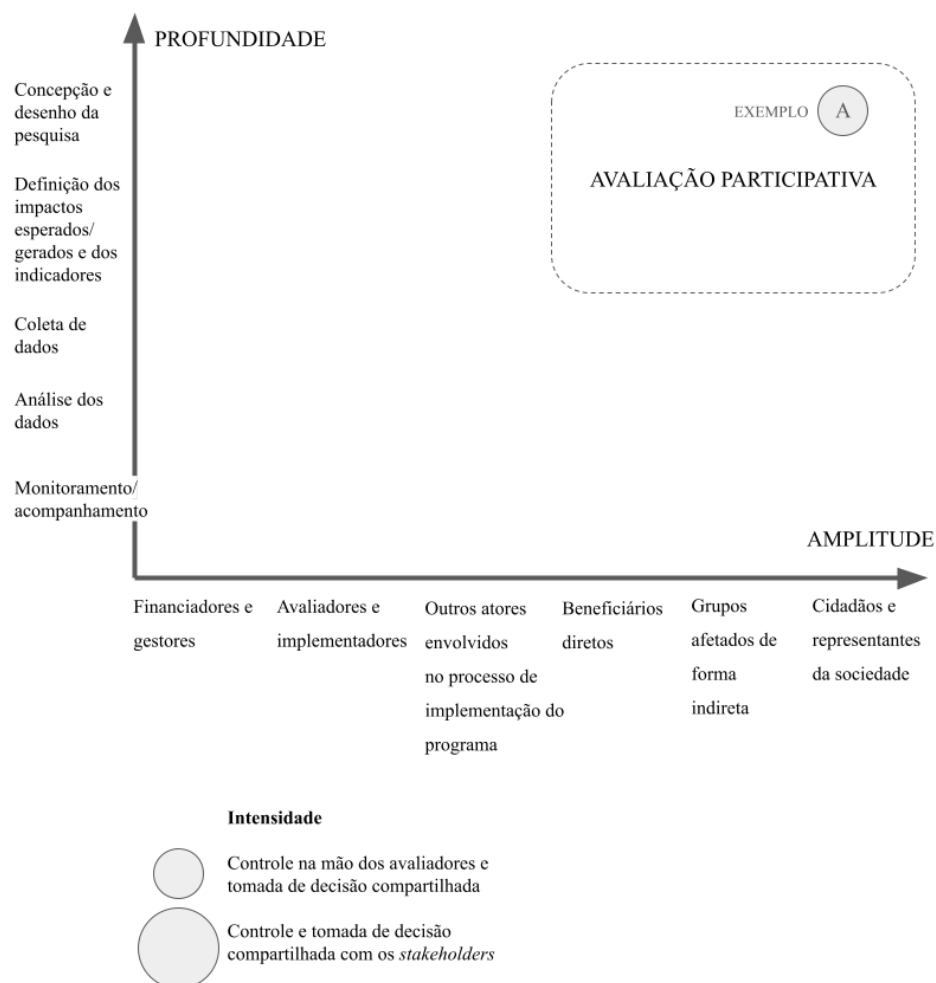 PROFUNDIDADE
Concepção e
desenho da
pesquisa
EXEMPLO
A
AVALIAÇÃO PARTICIPATIVA
Definição dos
impactos
esperados/
gerados e dos
indicadores
Coleta de
dados
Análise dos
dados
Monitoramento/
acompanhamento
AMPLITUDE
Financiadores e
gestores
Avaliadores e
implementadores
Outros atores
envolvidos
no processo de
implementação do
programa
Beneficiários
diretos
Grupos
afetados de
forma
indireta
Cidadãos e
representantes
da sociedade
Intensidade
Controle na mão dos avaliadores e
tomada de decisão compartilhada
Controle e tomada de decisão
compartilhada com os stakeholders